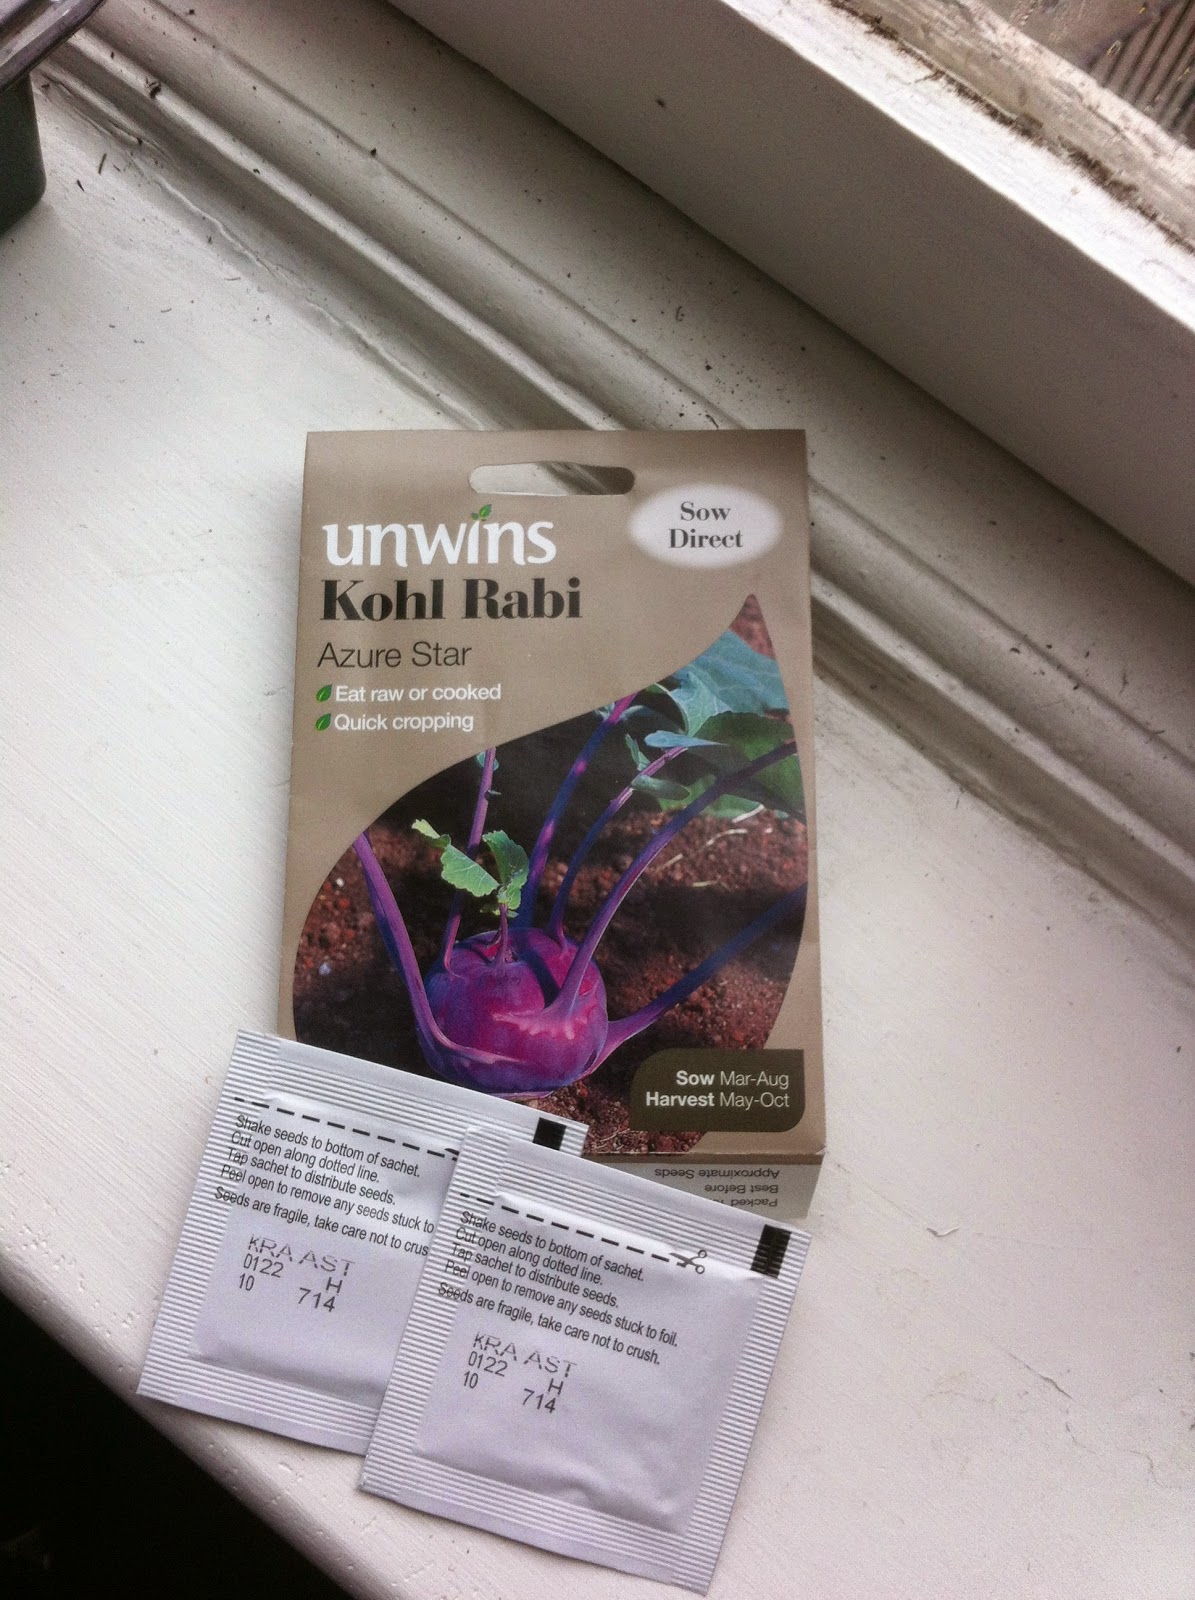 unwins
Sow
Direct
Kohl Rabi
Azure Star
Eat raw or cooked
Quick cropping
Sow Mar-Aug
Harvest May-Oct
Approximate Seeds
Best Before
Packed
Shake seeds to bottom of sachet.
Cut open along dotted line.
Tap sachet to distribute seeds.
Peel open to remove any seeds stuck to
Seeds are fragile, take care not to crus
KRA AST
0122 H
10 714
Shake seeds to bottom of sachet.
Cut open along dotted line.
Tap sachet to distribute seeds.
Peel open to remove any seeds stuck to foil.
Seeds are fragile, take care not to crush.
KRA AST
0122 H
10 714